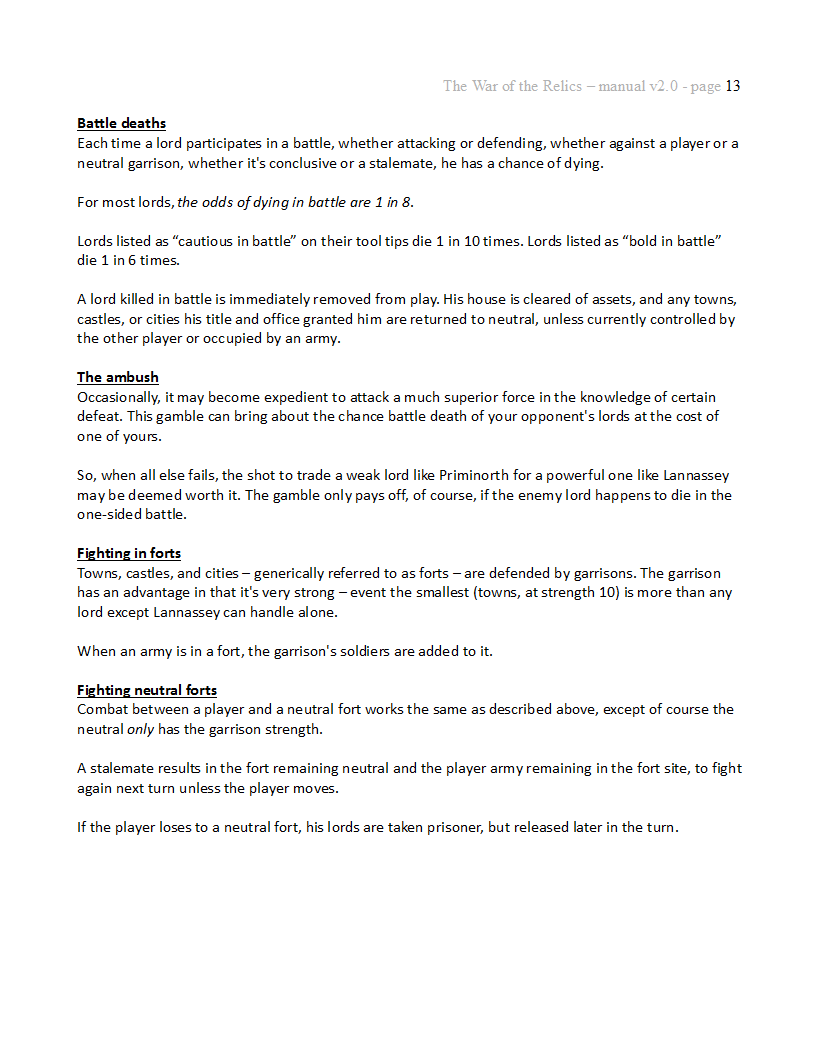 The War of the Relics – manual v2.0 - page 13
Battle deaths
Each time a lord participates in a battle, whether attacking or defending, whether against a player or a
neutral garrison, whether it's conclusive or a stalemate, he has a chance of dying.
For most lords, the odds of dying in battle are 1 in 8.
Lords listed as “cautious in battle” on their tool tips die 1 in 10 times. Lords listed as “bold in battle”
die 1 in 6 times.
A lord killed in battle is immediately removed from play. His house is cleared of assets, and any towns,
castles, or cities his title and office granted him are returned to neutral, unless currently controlled by
the other player or occupied by an army.
The ambush
Occasionally, it may become expedient to attack a much superior force in the knowledge of certain
defeat. This gamble can bring about the chance battle death of your opponent's lords at the cost of
one of yours.
So, when all else fails, the shot to trade a weak lord like Priminorth for a powerful one like Lannassey
may be deemed worth it. The gamble only pays off, of course, if the enemy lord happens to die in the
one-sided battle.
Fighting in forts
Towns, castles, and cities – generically referred to as forts – are defended by garrisons. The garrison
has an advantage in that it's very strong – event the smallest (towns, at strength 10) is more than any
lord except Lannassey can handle alone.
When an army is in a fort, the garrison's soldiers are added to it.
Fighting neutral forts
Combat between a player and a neutral fort works the same as described above, except of course the
neutral only has the garrison strength.
A stalemate results in the fort remaining neutral and the player army remaining in the fort site, to fight
again next turn unless the player moves.
If the player loses to a neutral fort, his lords are taken prisoner, but released later in the turn.